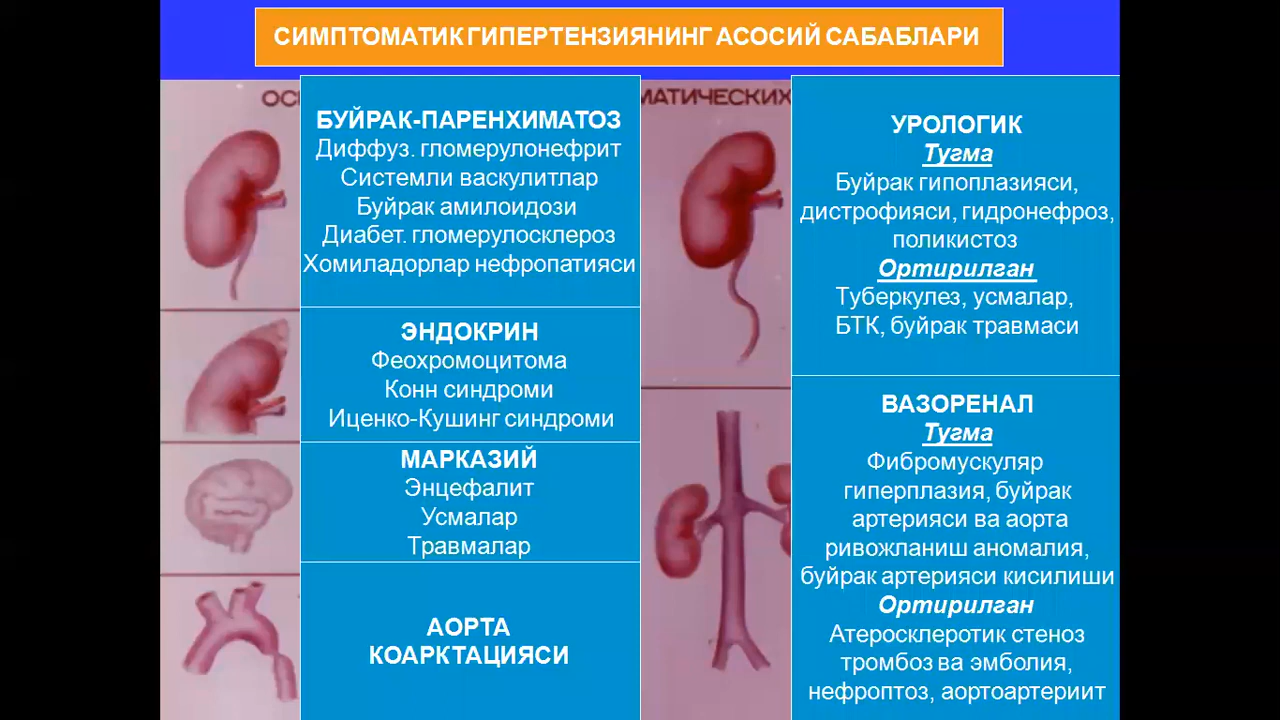 СИМПТОМАТИК ГИПЕРТЕНЗИЯНИНГ АСОСИЙ САБАБЛАРИ
БУЙРАК-ПАРЕНХИМАТОЗ
Диффуз. гломерулонефрит
Системли васкулитлар
Буйрак амилоидози
Диабет. гломерулосклероз
Хомиладорлар нефропатияси
ЭНДОКРИН
Феохромоцитома
Конн синдроми
Иценко-Кушинг синдроми
МАРКАЗИЙ
Энцефалит
Усмалар
Травмалар
АОРТА
КОАРКТАЦИЯСИ
МАТИЧЕСКИХ
УРОЛОГИК
Тугма
Буйрак гипоплазияси,
дистрофияси, гидронефроз,
поликистоз
Ортирилган
Туберкулез, усмалар,
БТК, буйрак травмаси
ВАЗОРЕНАЛ
Тугма
Фибромускуляр
гиперплазия, буйрак
артерияси ва аорта
ривожланиш аномалия,
буйрак артерияси кисилиши
Ортирилган
Атеросклеротик стеноз
тромбоз ва эмболия,
нефроптоз, аортоартериит